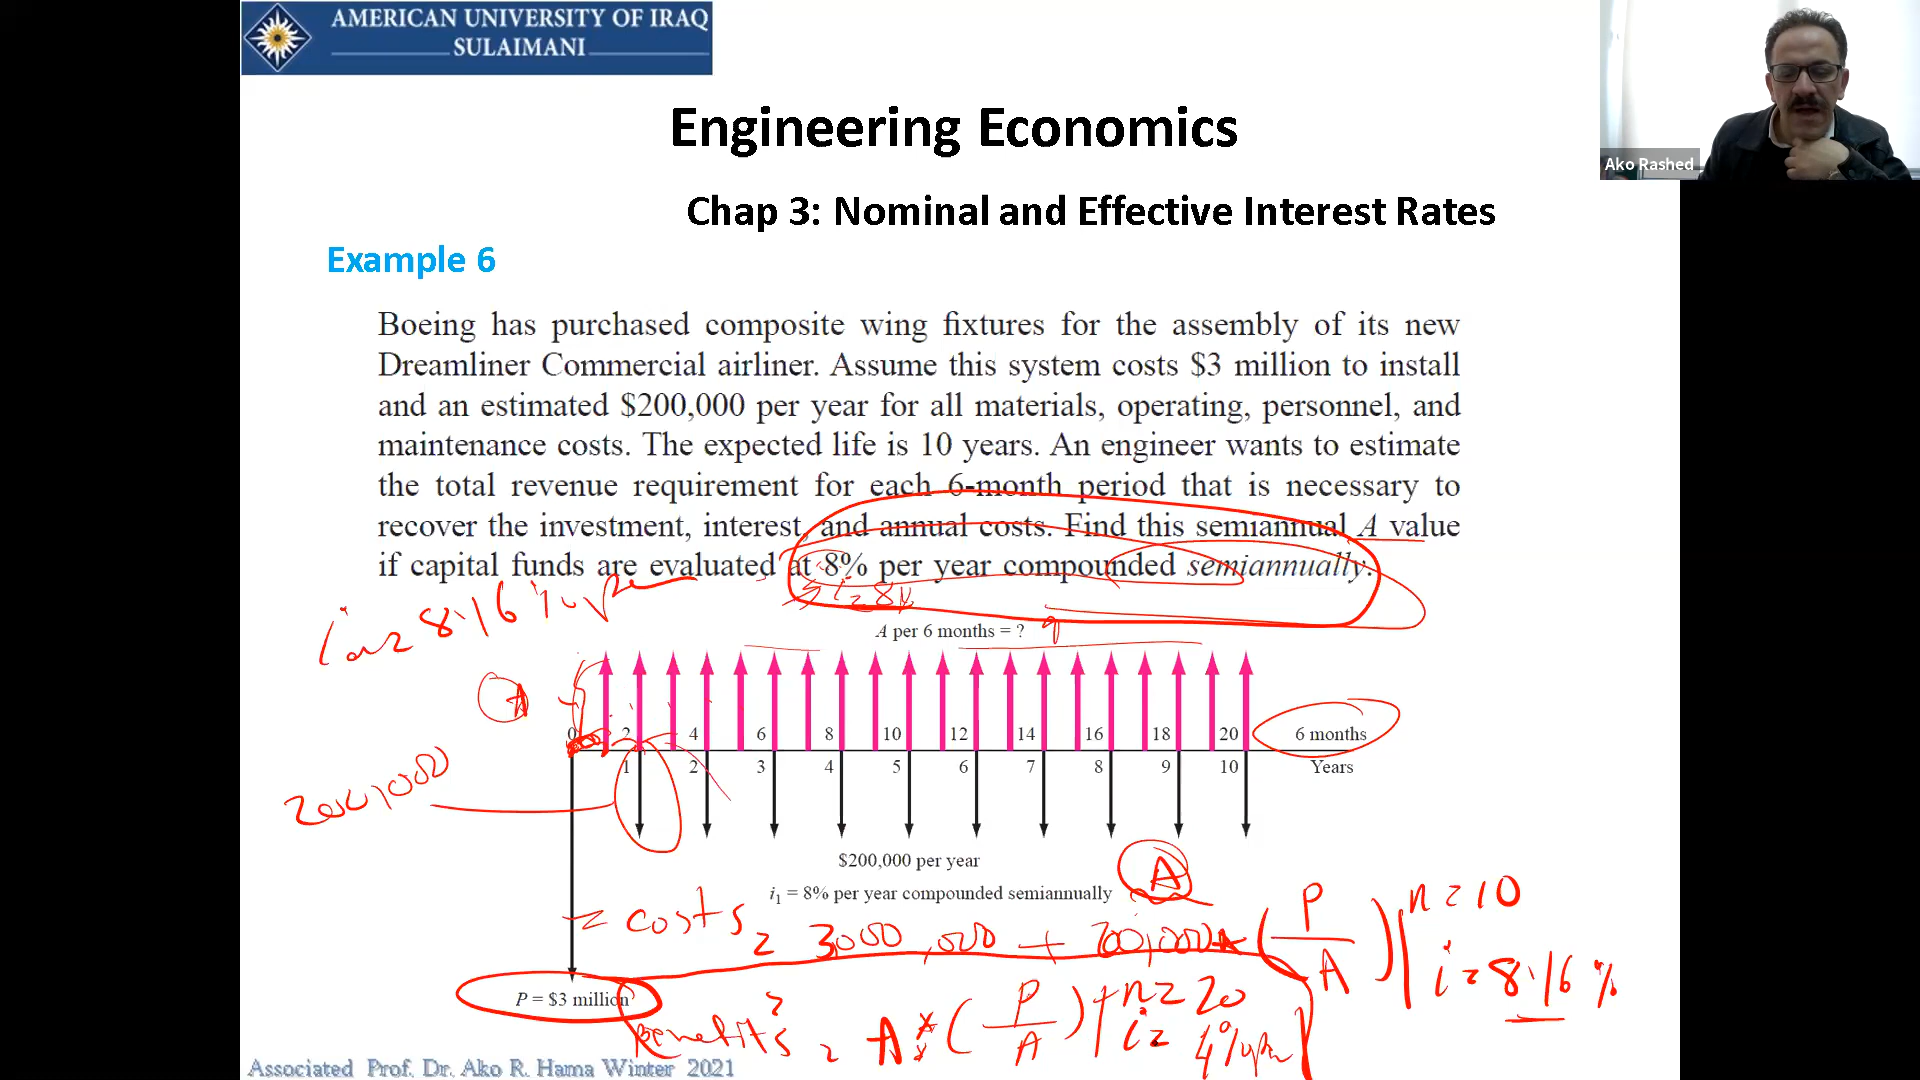 AMERICAN UNIVERSITY OF IRAQ
SULAIMANI
Ako Rashed
Engineering Economics
Chap 3: Nominal and Effective Interest Rates
Example 6
Boeing has purchased composite wing fixtures for the assembly of its new
Dreamliner Commercial airliner. Assume this system costs $3 million to install
and an estimated $200,000 per year for all materials, operating, personnel, and
maintenance costs. The expected life is 10 years. An engineer wants to estimate
the total revenue requirement for each 6-month period that is necessary to
recover the investment, interest, and annual costs. Find this semiannual A value
if capital funds are evaluated at 8% per year compounded semiannually.
i = 8.16 %
A per 6 months = ?
A
0 2 4 6 8 10 12 14 16 18 20 6 months
1 2 3 4 5 6 7 8 9 10 Years
200,000
$200,000 per year
i1 = 8% per year compounded semiannually
A
= costs = 3,000,000 + 200,000 * (P/A) n = 10
i = 8.16 %
P = $3 million
Benefits = A * (P/A) n = 20
i = 4%
Associated Prof. Dr. Ako R. Hama Winter 2021